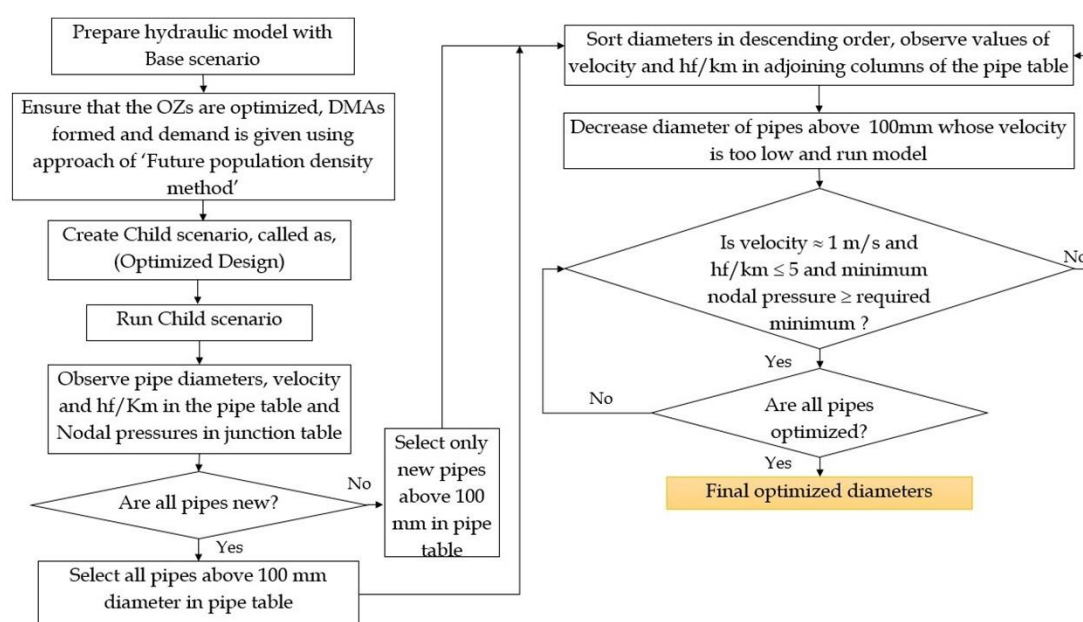 Prepare hydraulic model with
Base scenario
Ensure that the OZs are optimized, DMAs
formed and demand is given using
approach of ‘Future population density
method’
Create Child scenario, called as,
(Optimized Design)
Run Child scenario
Observe pipe diameters, velocity
and hf/Km in the pipe table and
Nodal pressures in junction table
Are all pipes new?
No
Yes
Select only
new pipes
above 100
mm in pipe
table
Select all pipes above 100 mm
diameter in pipe table
Sort diameters in descending order, observe values of
velocity and hf/km in adjoining columns of the pipe table
Decrease diameter of pipes above 100mm whose velocity
is too low and run model
Is velocity ≈ 1 m/s and
hf/km ≤ 5 and minimum
nodal pressure ≥ required
minimum ?
No
Yes
No
Are all pipes
optimized?
Yes
Final optimized diameters